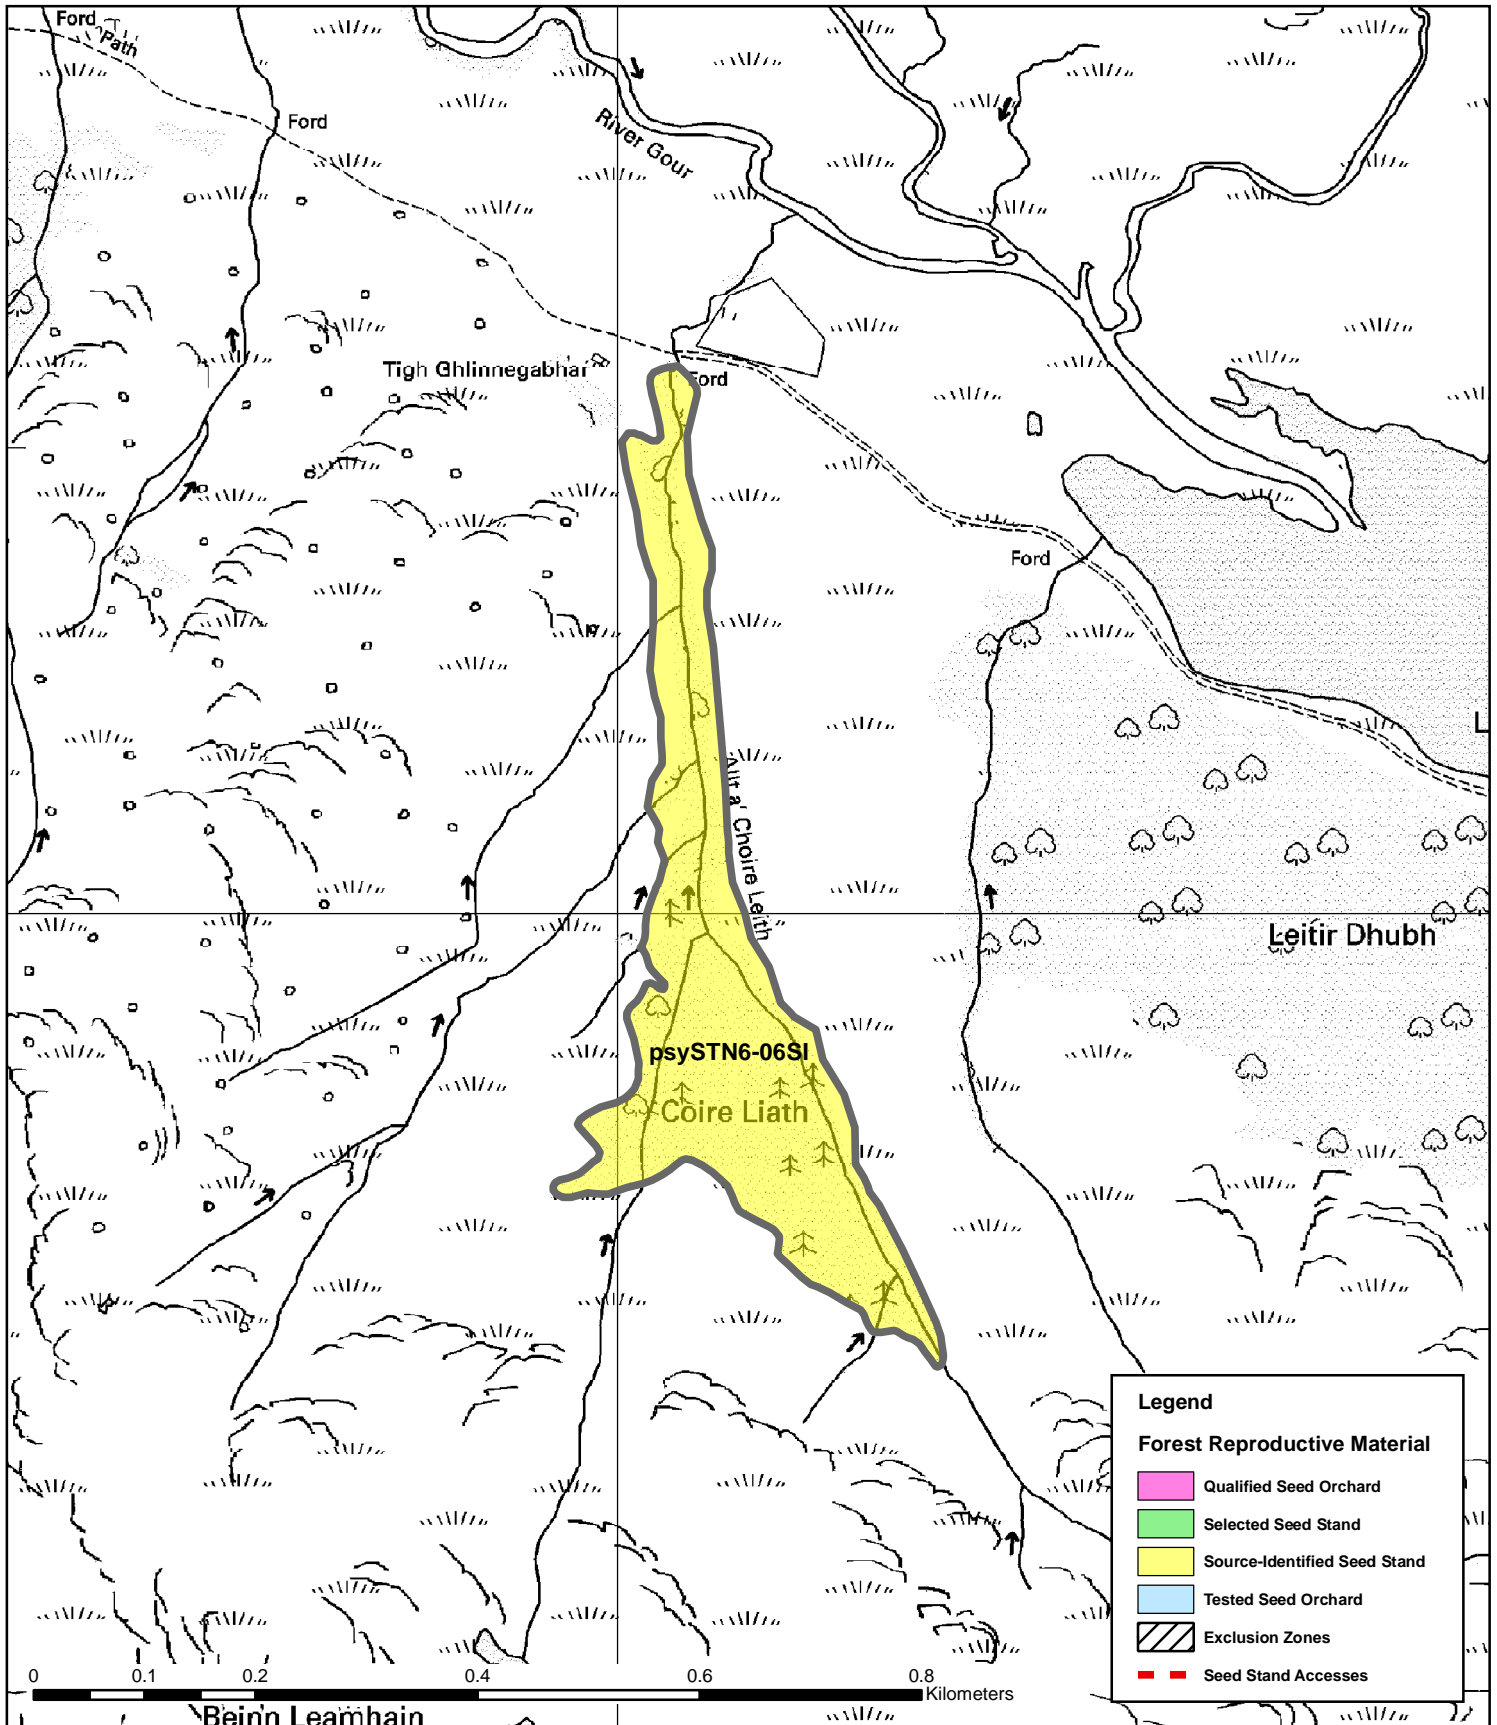 Ford
Path
Ford
River Gour
Tigh Ghlinnegabhar
Ford
Ford
L
Allt a' Choire Leith
Leitir Dhubh
psySTN6-06SI
Coire Liath
Legend
Forest Reproductive Material
Qualified Seed Orchard
Selected Seed Stand
Source-Identified Seed Stand
Tested Seed Orchard
Exclusion Zones
Seed Stand Accesses
0 0.1 0.2 0.4 0.6 0.8
Kilometers
Beinn Leamhain